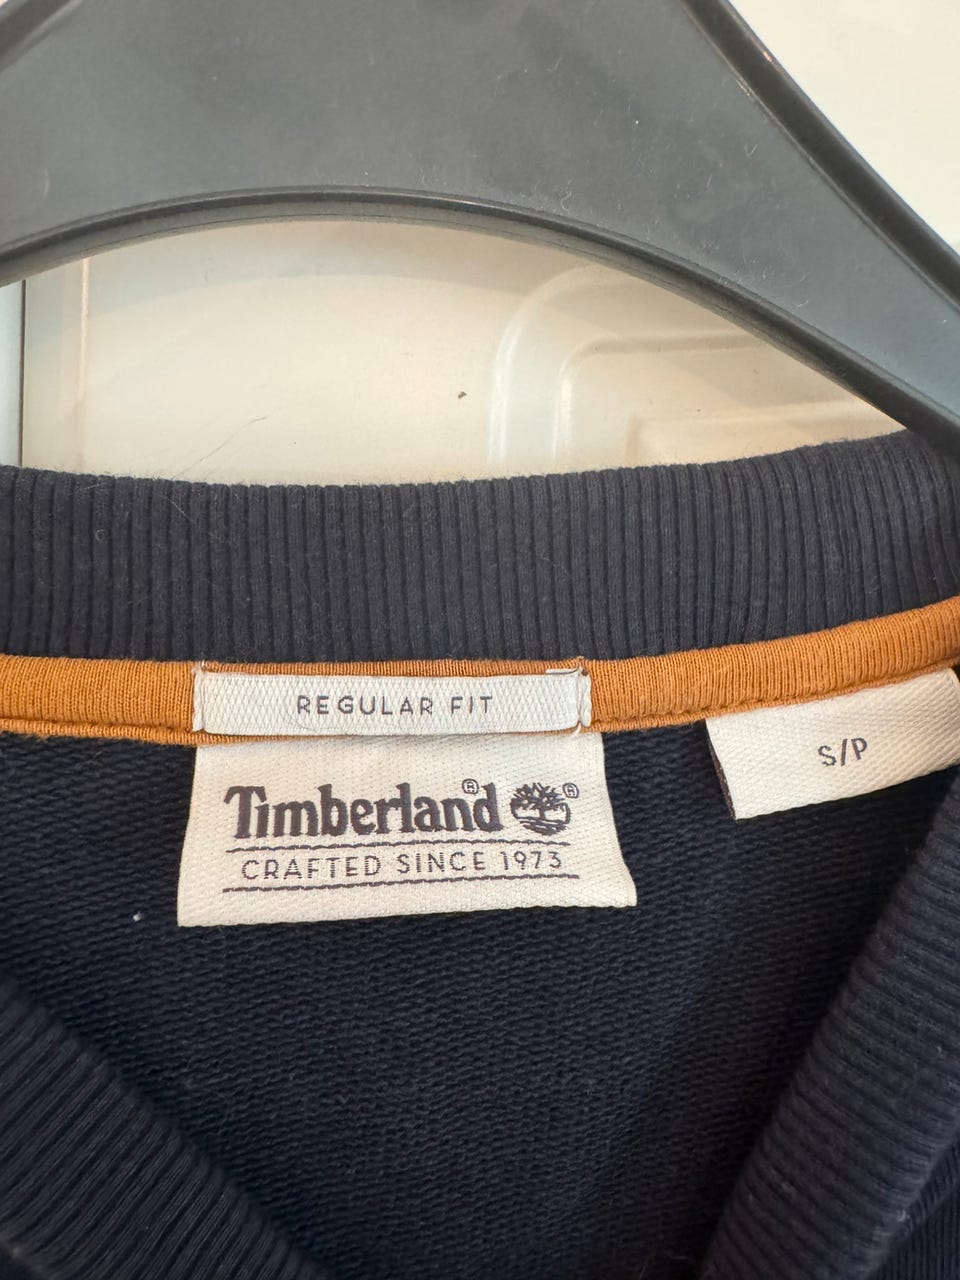 REGULAR FIT
S/P
Timberland®
®
CRAFTED SINCE 1973